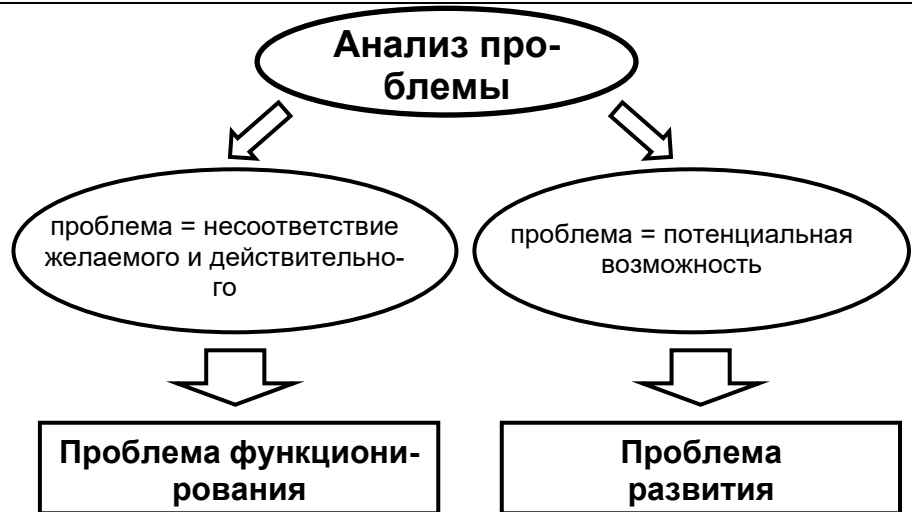 Анализ про-
блемы
проблема = несоответствие
желаемого и действительно-
го
проблема = потенциальная
возможность
Проблема функциони-
рования
Проблема
развития